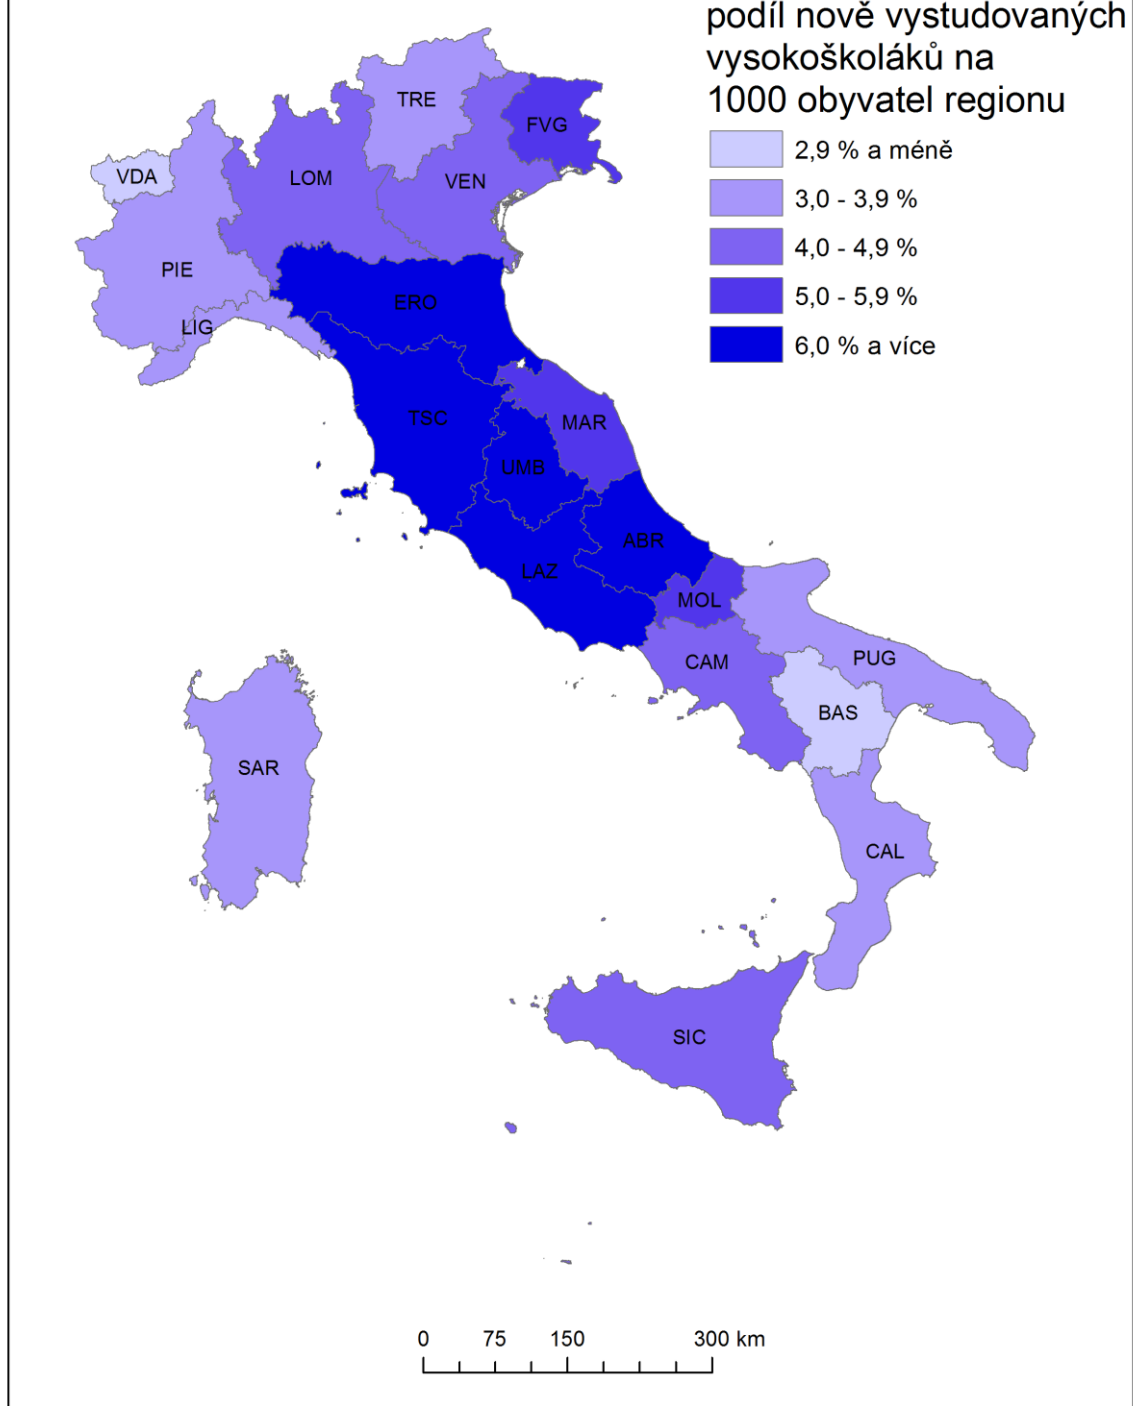 podíl nově vystudovaných
vysokoškoláků na
1000 obyvatel regionu
2,9 % a méně
3,0 - 3,9 %
4,0 - 4,9 %
5,0 - 5,9 %
6,0 % a více
TRE
FVG
VDA
LOM
VEN
PIE
ERO
LIG
TSC
MAR
UMB
ABR
LAZ
MOL
CAM
PUG
BAS
SAR
CAL
SIC
0 75 150 300 km